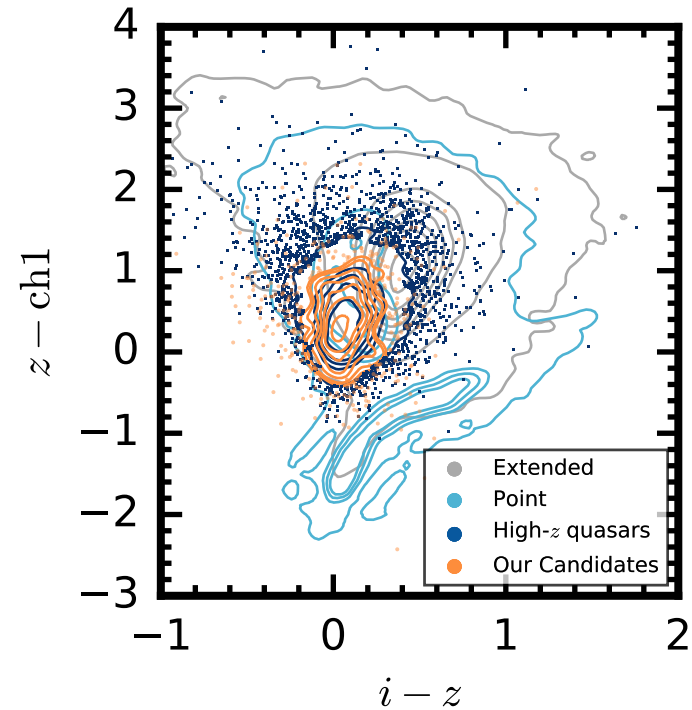 4
3
2
1
0
−1
−2
−3
z − ch1
−1
0
1
2
i − z
Extended
Point
High-z quasars
Our Candidates